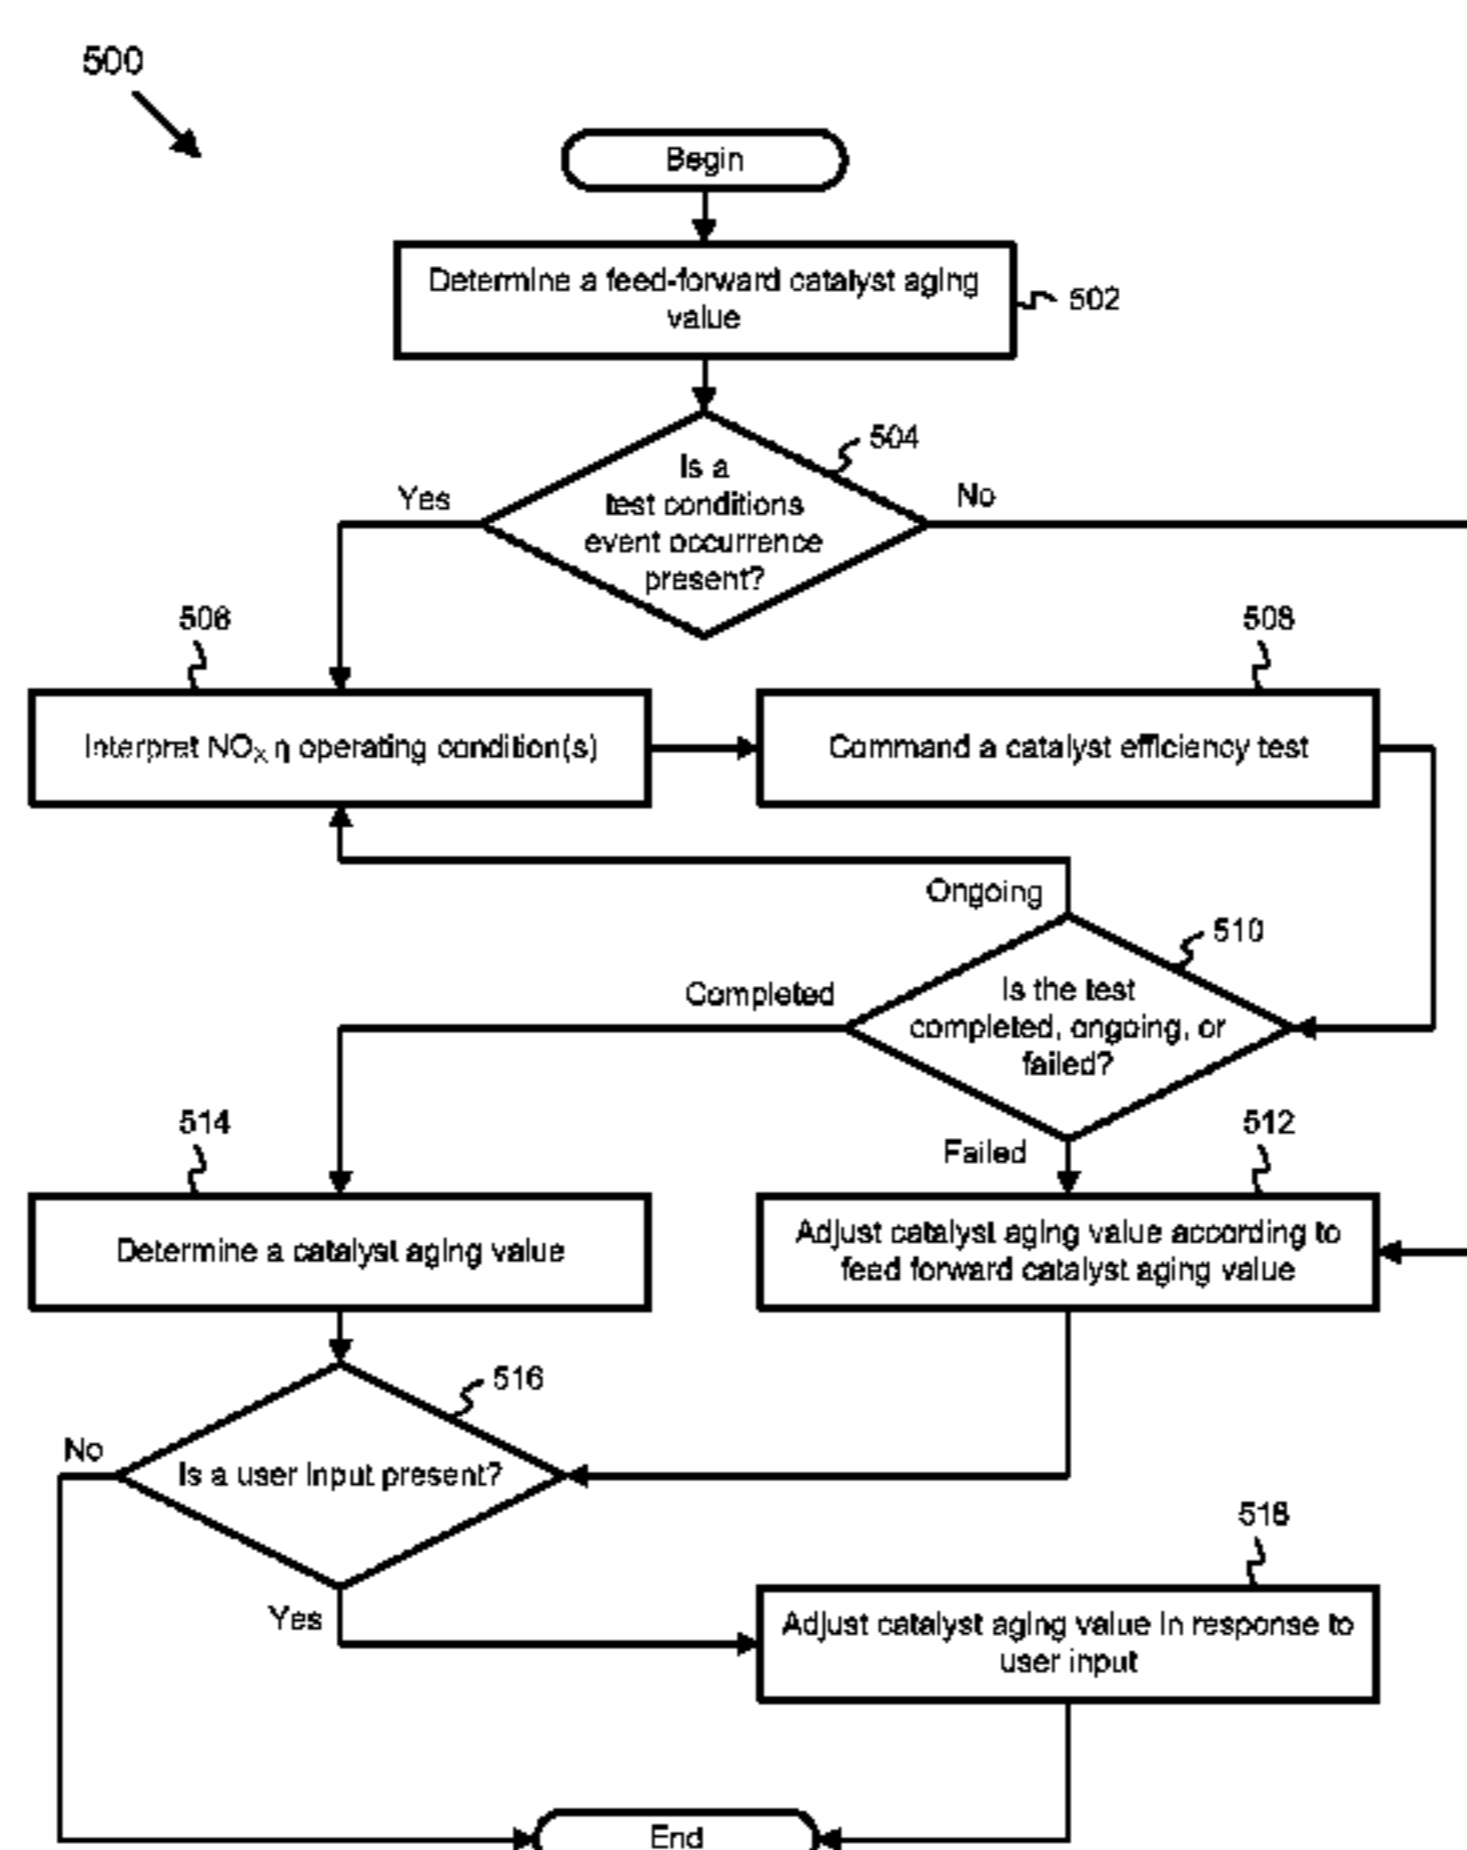 500
Begin
Determine a feed-forward catalyst aging
value
502
504
Is a
test conditions
event occurrence
present?
Yes
No
506
508
Interpret NOₓ η operating condition(s)
Command a catalyst efficiency test
Ongoing
510
Completed
Is the test
completed, ongoing, or
failed?
514
Failed
512
Determine a catalyst aging value
Adjust catalyst aging value according to
feed forward catalyst aging value
516
No
Is a user input present?
Yes
518
Adjust catalyst aging value in response to
user input
End